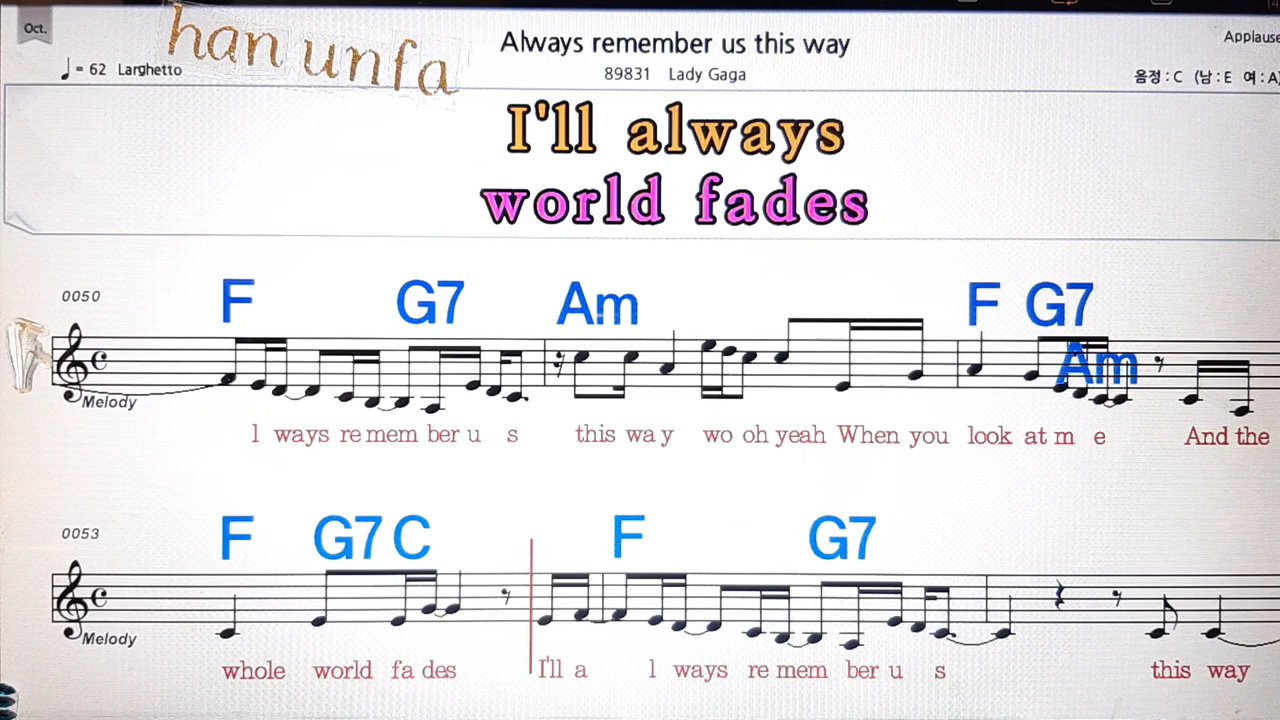 Oct.
han unfa
Always remember us this way
Applause
♩= 62 Larghetto
89831 Lady Gaga
음정 : C (남 : E 여 : A)
I'll always
world fades
0050
F G7 Am F G7 Am
Melody
l ways re mem ber u s this wa y wo oh yeah When you look at m e And the
0053
F G7 C F G7
Melody
whole world fa des I'll a l ways re mem ber u s this way